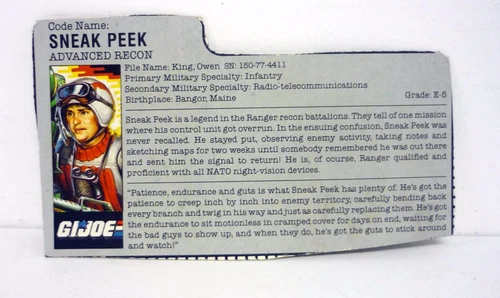 Code Name:
SNEAK PEEK
ADVANCED RECON
File Name: King, Owen SN: 150-77-4411
Primary Military Specialty: Infantry
Secondary Military Specialty: Radio-telecommunications
Birthplace: Bangor, Maine Grade: E-5
Sneak Peek is a legend in the Ranger recon battalions. They tell of one mission
where his control unit got overrun. In the ensuing confusion, Sneak Peek was
never recalled. He stayed put, observing enemy activity, taking notes and
sketching maps for two weeks until somebody remembered he was out there
and sent him the signal to return! He is, of course, Ranger qualified and
proficient with all NATO night-vision devices.
"Patience, endurance and guts is what Sneak Peek has plenty of. He's got the
patience to creep inch by inch into enemy territory, carefully bending back
every branch and twig in his way and just as carefully replacing them. He's got
the endurance to sit motionless in cramped cover for days on end, waiting for
the bad guys to show up, and when they do, he's got the guts to stick around
and watch!"
GI JOE